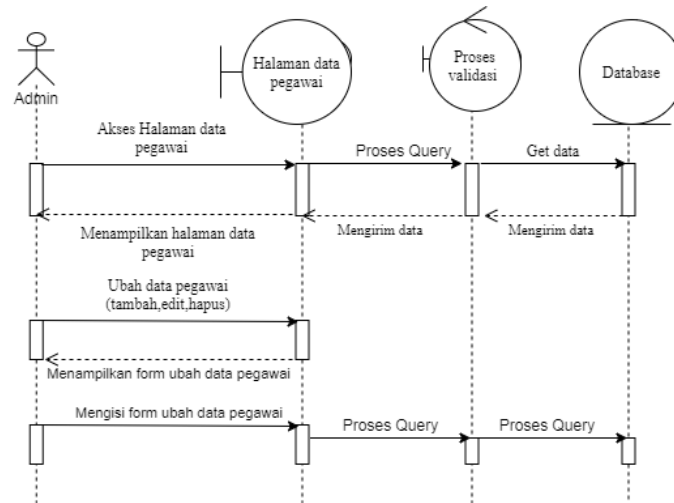 Halaman data
pegawai
Proses
validasi
Database
Admin
Akses Halaman data
pegawai
Proses Query
Get data
Menampilkan halaman data
pegawai
Mengirim data
Mengirim data
Ubah data pegawai
(tambah,edit,hapus)
Menampilkan form ubah data pegawai
Mengisi form ubah data pegawai
Proses Query
Proses Query